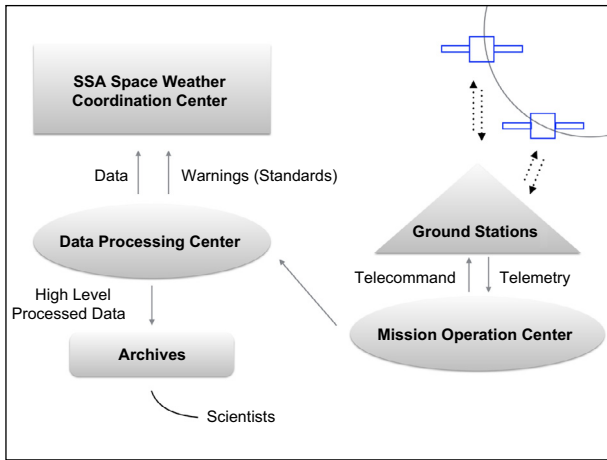 SSA Space Weather
Coordination Center
Data
Warnings (Standards)
Data Processing Center
High Level
Processed Data
Archives
Scientists
Ground Stations
Telecommand
Telemetry
Mission Operation Center